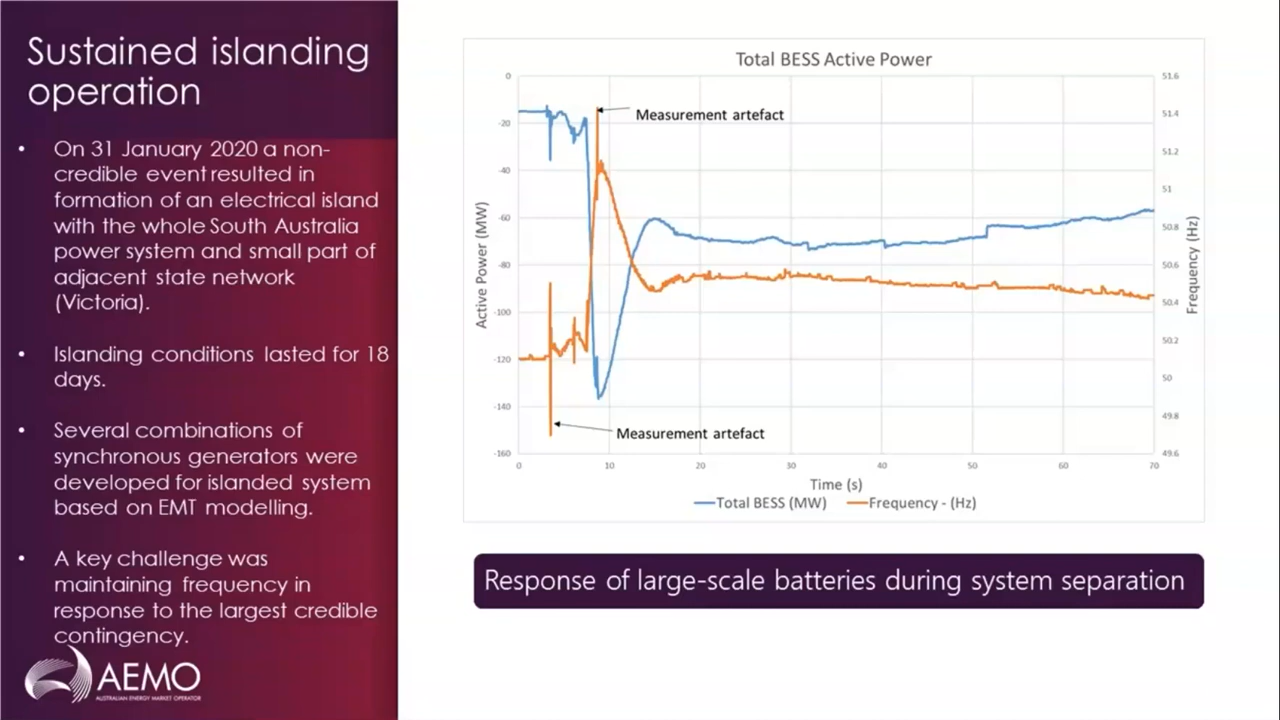 Sustained islanding
operation
• On 31 January 2020 a non-
credible event resulted in
formation of an electrical island
with the whole South Australia
power system and small part of
adjacent state network
(Victoria).
• Islanding conditions lasted for 18
days.
• Several combinations of
synchronous generators were
developed for islanded system
based on EMT modelling.
• A key challenge was
maintaining frequency in
response to the largest credible
contingency.
AEMO
AUSTRALIAN ENERGY MARKET OPERATOR
Total BESS Active Power
Measurement artefact
Measurement artefact
Active Power (MW)
0
-20
-40
-60
-80
-100
-120
-140
-160
51.6
51.4
51.2
51
50.8
50.6
50.4
50.2
50
49.8
49.6
Frequency (Hz)
0 10 20 30 40 50 60 70
Time (s)
Total BESS (MW) Frequency - (Hz)
Response of large-scale batteries during system separation